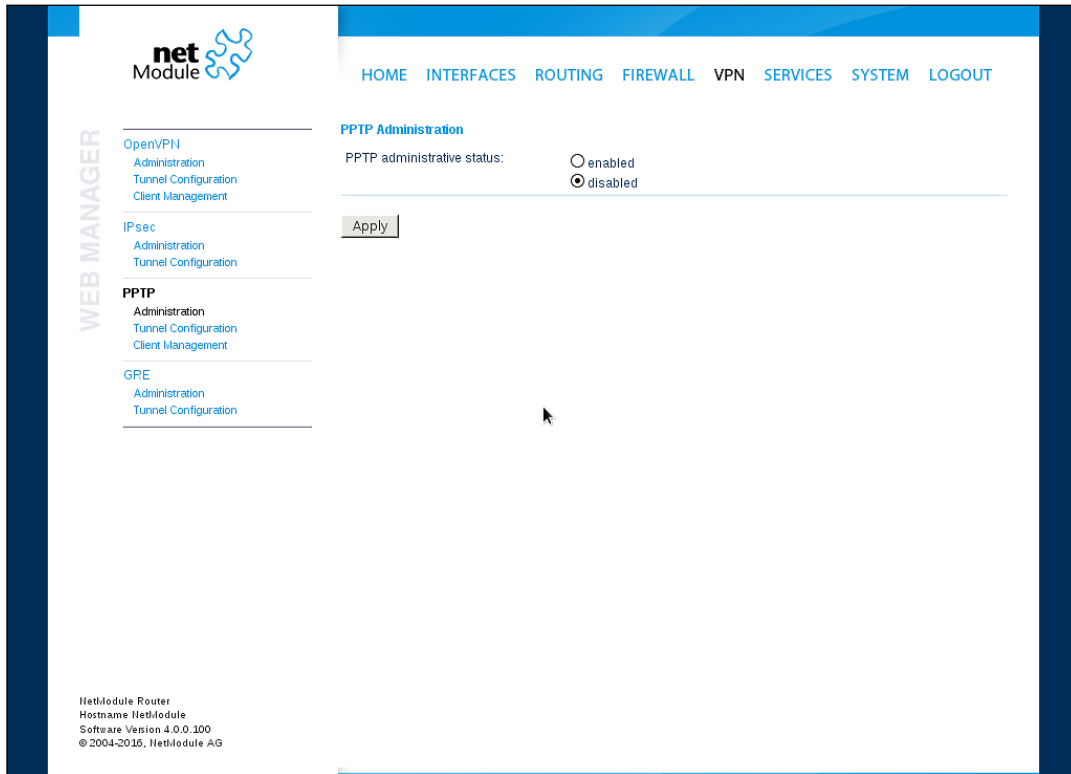 net
Module
HOME INTERFACES ROUTING FIREWALL VPN SERVICES SYSTEM LOGOUT
WEB MANAGER
OpenVPN
Administration
Tunnel Configuration
Client Management
IPsec
Administration
Tunnel Configuration
PPTP
Administration
Tunnel Configuration
Client Management
GRE
Administration
Tunnel Configuration
PPTP Administration
PPTP administrative status:
enabled
disabled
Apply
NetModule Router
Hostname NetModule
Software Version 4.0.0.100
© 2004-2016, NetModule AG